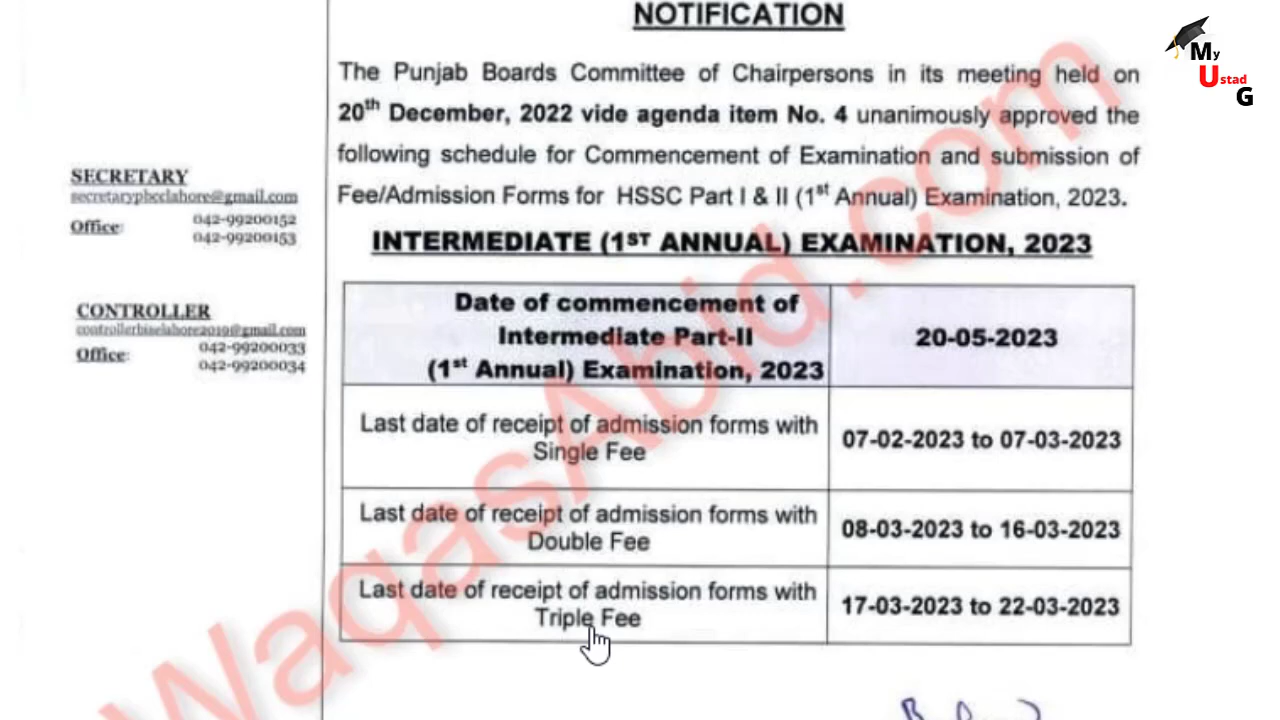 NOTIFICATION
My
Ustad
G
The Punjab Boards Committee of Chairpersons in its meeting held on
20th December, 2022 vide agenda item No. 4 unanimously approved the
following schedule for Commencement of Examination and submission of
Fee/Admission Forms for HSSC Part I & II (1st Annual) Examination, 2023.
SECRETARY
secretarypbcclahore@gmail.com
Office: 042-99200152
042-99200153
CONTROLLER
controllerbiselahore2019@gmail.com
Office: 042-99200033
042-99200034
INTERMEDIATE (1ST ANNUAL) EXAMINATION, 2023
Date of commencement of
Intermediate Part-II
(1st Annual) Examination, 2023
20-05-2023
Last date of receipt of admission forms with
Single Fee
07-02-2023 to 07-03-2023
Last date of receipt of admission forms with
Double Fee
08-03-2023 to 16-03-2023
Last date of receipt of admission forms with
Triple Fee
17-03-2023 to 22-03-2023
WaqasAbid.com